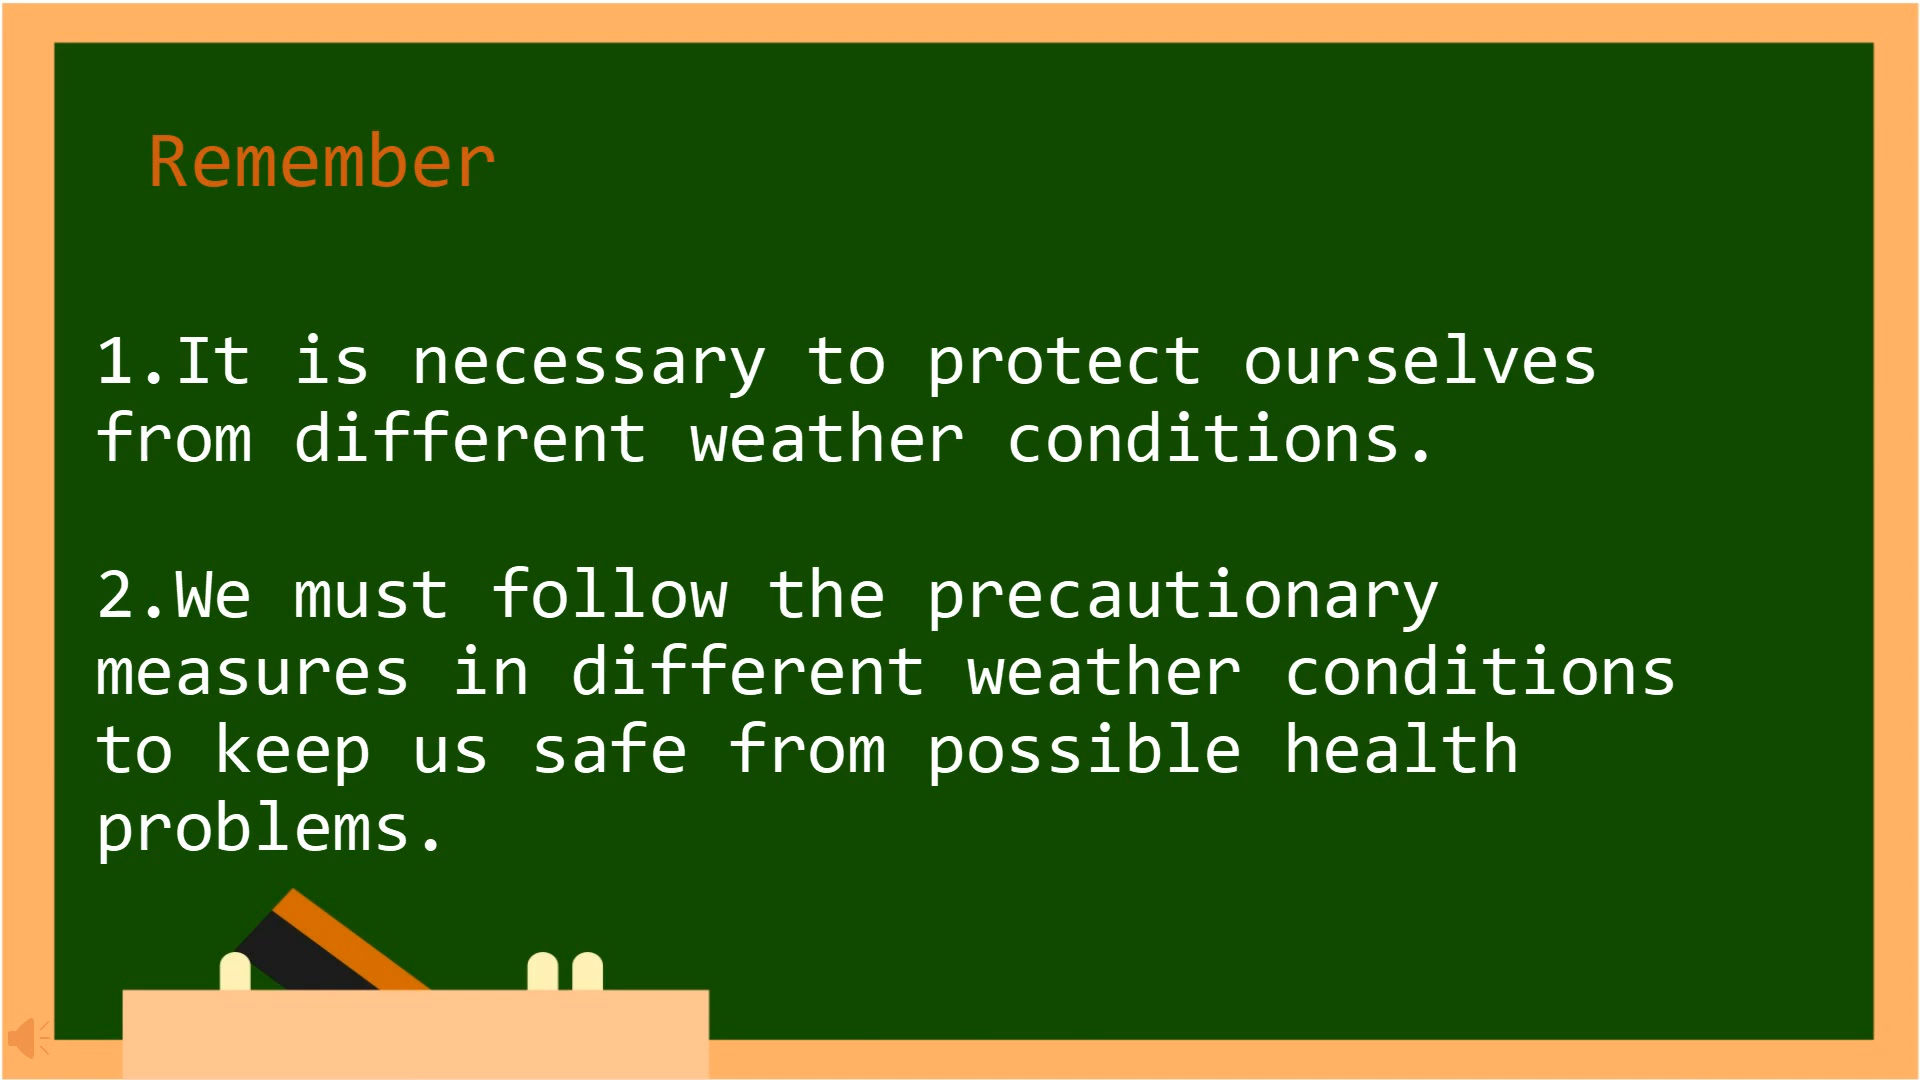 Remember
1.It is necessary to protect ourselves
from different weather conditions.
2.We must follow the precautionary
measures in different weather conditions
to keep us safe from possible health
problems.